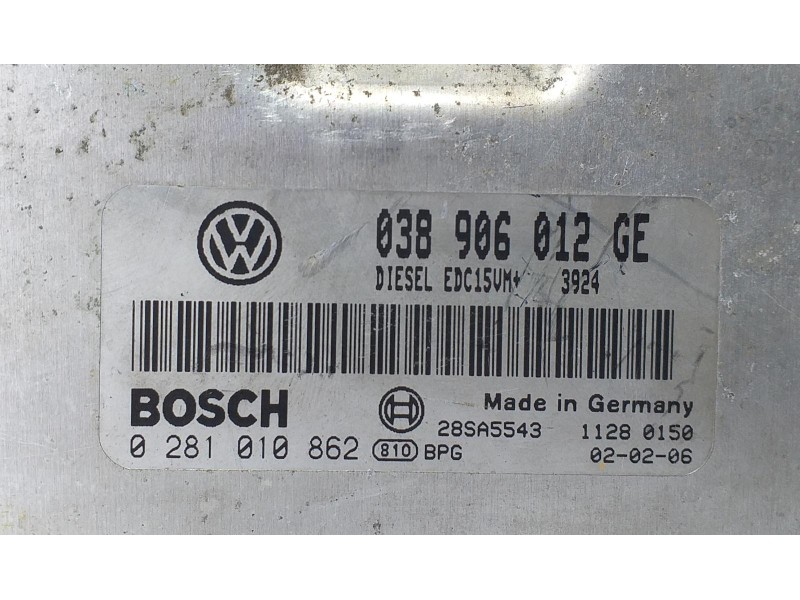 038 906 012 GE
DIESEL EDC15VM+ 3924
BOSCH
Made in Germany
28SA5543 1128 0150
0 281 010 862 810 BPG 02-02-06